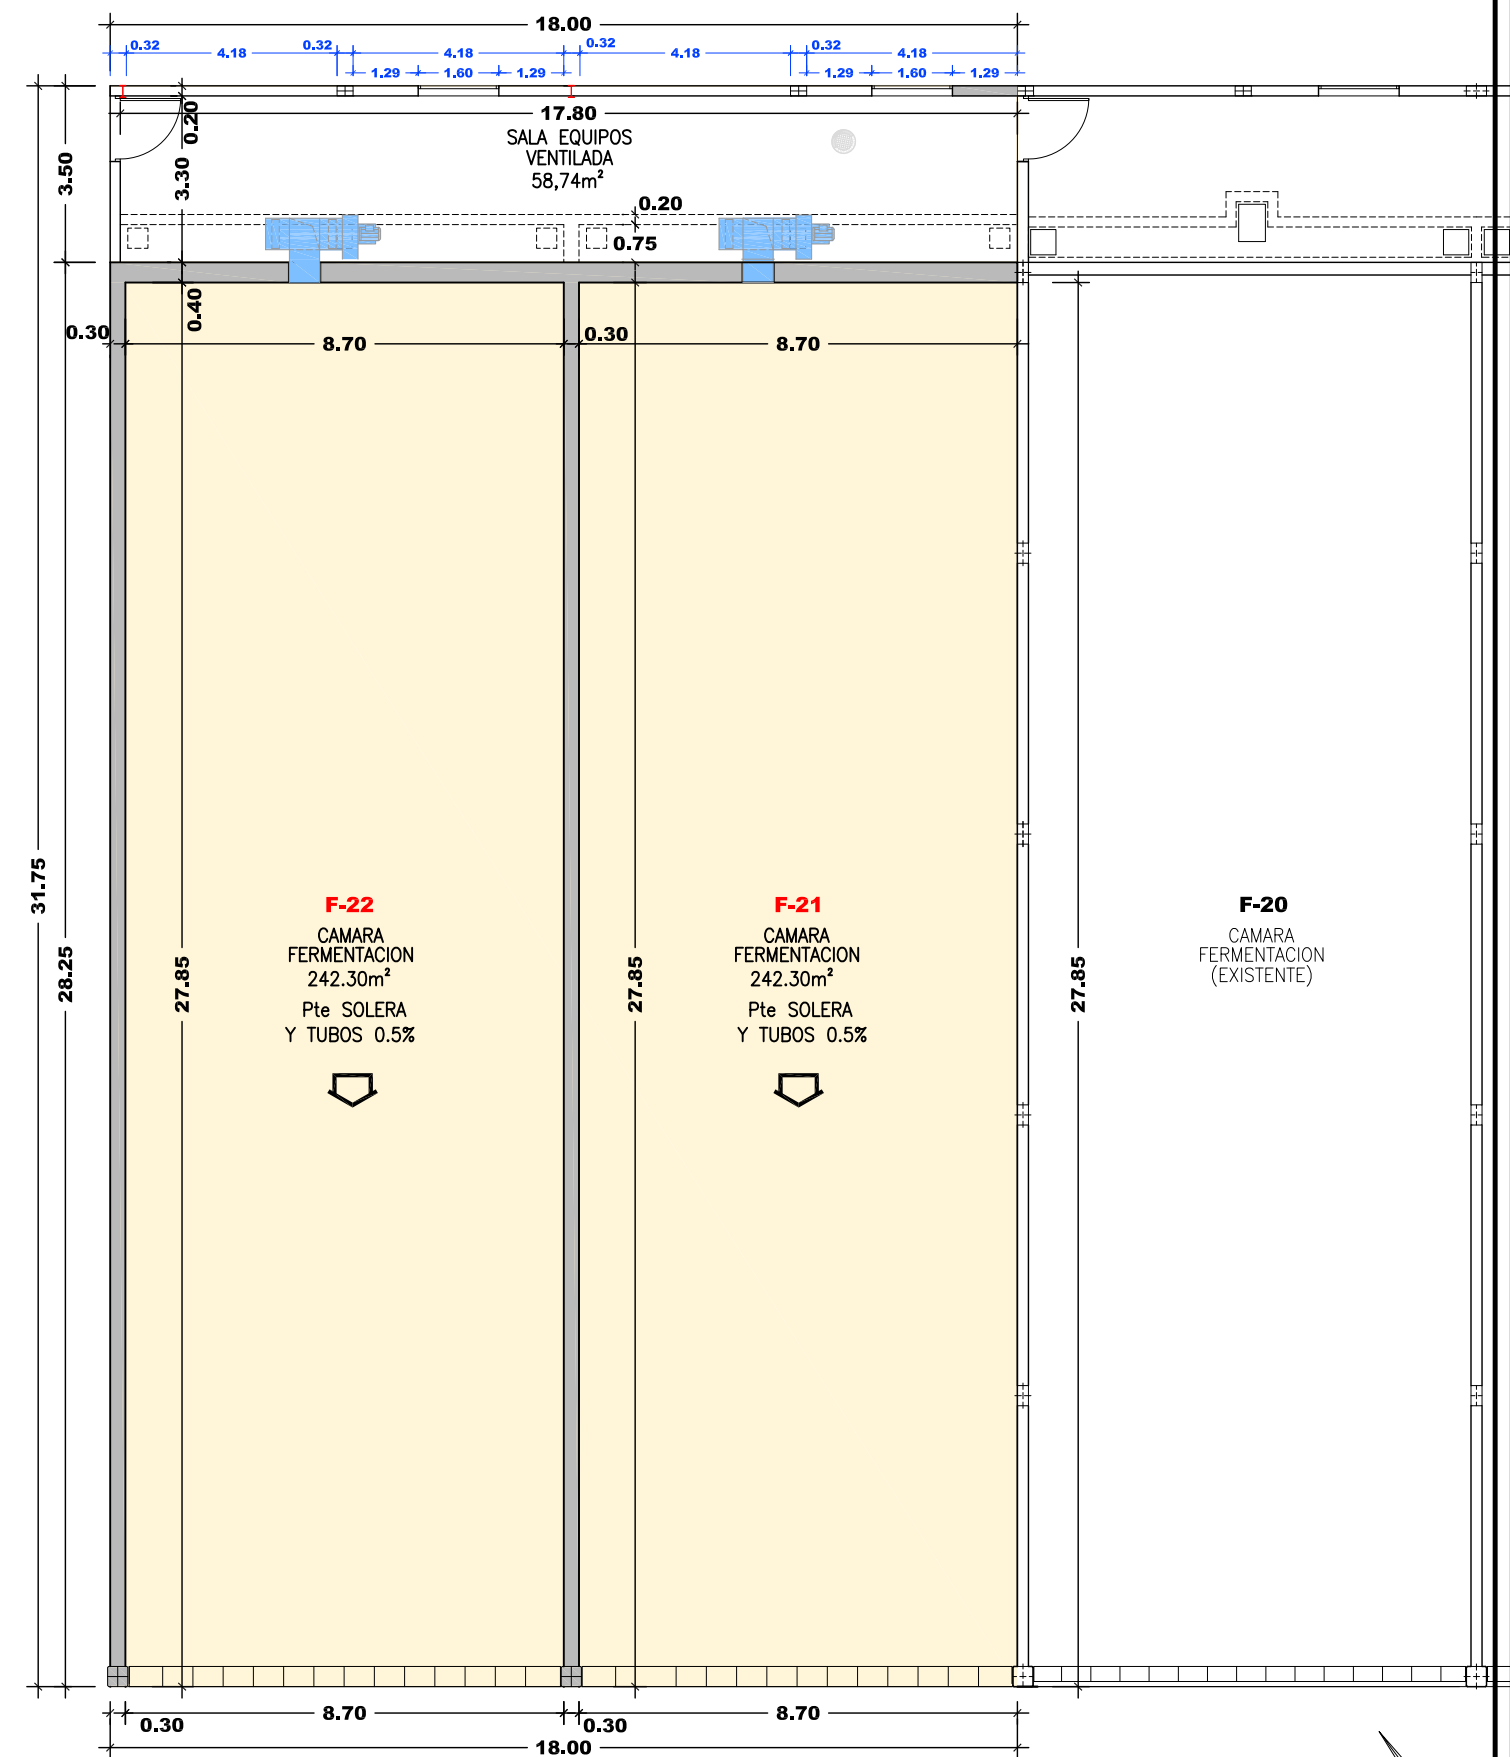 18.00
0.32 4.18 0.32 4.18 0.32 4.18 0.32 4.18
1.29 1.60 1.29 1.29 1.60 1.29
17.80
0.20
SALA EQUIPOS
VENTILADA
58,74m²
3.50
3.30
0.20
0.75
0.40
0.30 8.70 0.30 8.70
31.75
28.25
27.85
27.85
27.85
F-22
CAMARA
FERMENTACION
242.30m²
Pte SOLERA
Y TUBOS 0.5%
F-21
CAMARA
FERMENTACION
242.30m²
Pte SOLERA
Y TUBOS 0.5%
F-20
CAMARA
FERMENTACION
(EXISTENTE)
0.30 8.70 0.30 8.70
18.00